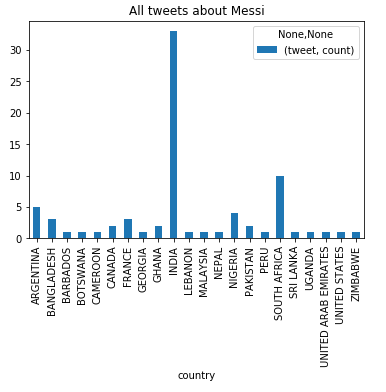 All tweets about Messi
None,None
(tweet, count)
30
25
20
15
10
5
0
ARGENTINA
BANGLADESH
BARBADOS
BOTSWANA
CAMEROON
CANADA
FRANCE
GEORGIA
GHANA
INDIA
LEBANON
MALAYSIA
NEPAL
NIGERIA
PAKISTAN
PERU
SOUTH AFRICA
SRI LANKA
UGANDA
UNITED ARAB EMIRATES
UNITED STATES
ZIMBABWE
country